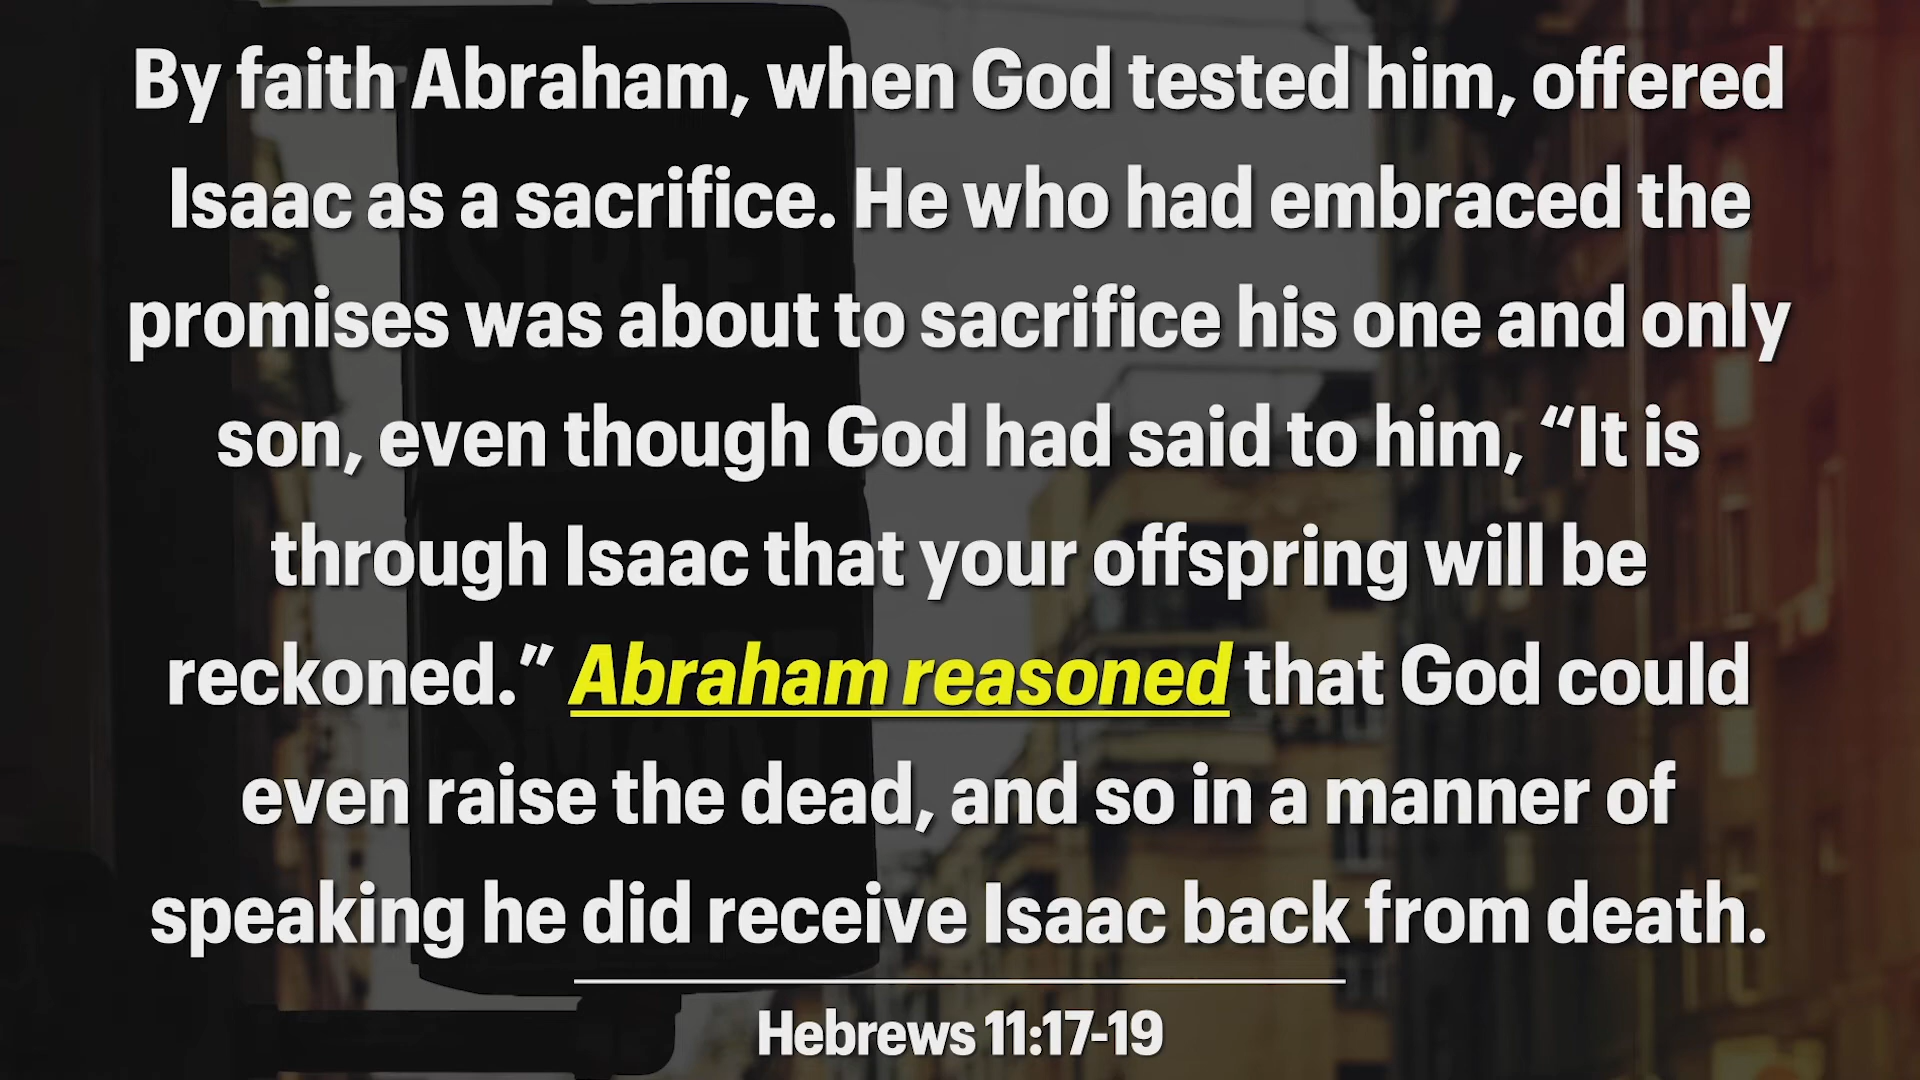 By faith Abraham, when God tested him, offered
Isaac as a sacrifice. He who had embraced the
promises was about to sacrifice his one and only
son, even though God had said to him, “It is
through Isaac that your offspring will be
reckoned.” Abraham reasoned that God could
even raise the dead, and so in a manner of
speaking he did receive Isaac back from death.
Hebrews 11:17-19